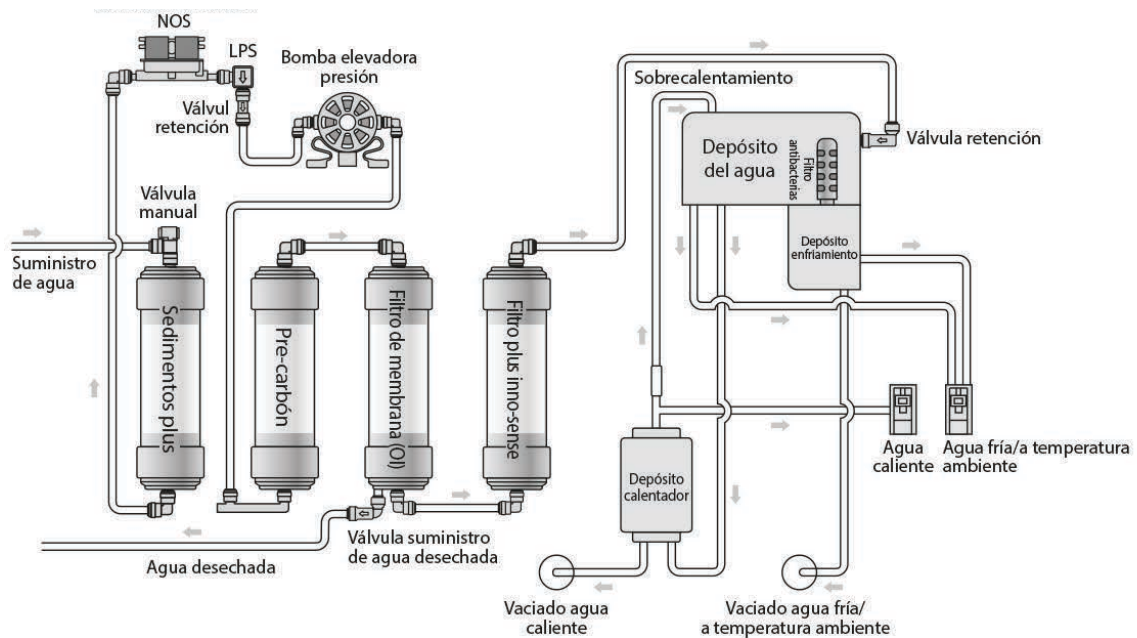 NOS
LPS
Bomba elevadora
presión
Válvul
retención
Sobrecalentamiento
Depósito
del agua
Filtro
antibacterias
Válvula retención
Válvula
manual
Suministro
de agua
Depósito
enfriamiento
Sedimentos plus
Pre-carbón
Filtro de membrana (OI)
Filtro plus inno-sense
Agua
caliente
Agua fría/a temperatura
ambiente
Depósito
calentador
Agua desechada
Válvula suministro
de agua desechada
Vaciado agua
caliente
Vaciado agua fría/
a temperatura ambiente